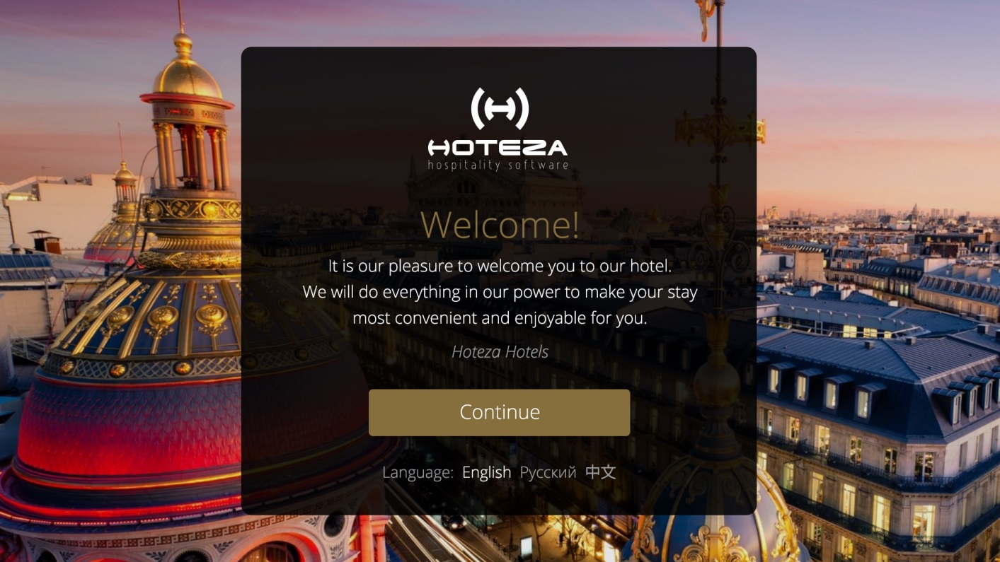 HOTEZA
hospitality software
Welcome!
It is our pleasure to welcome you to our hotel.
We will do everything in our power to make your stay
most convenient and enjoyable for you.
Hoteza Hotels
Continue
Language: English Русский 中文